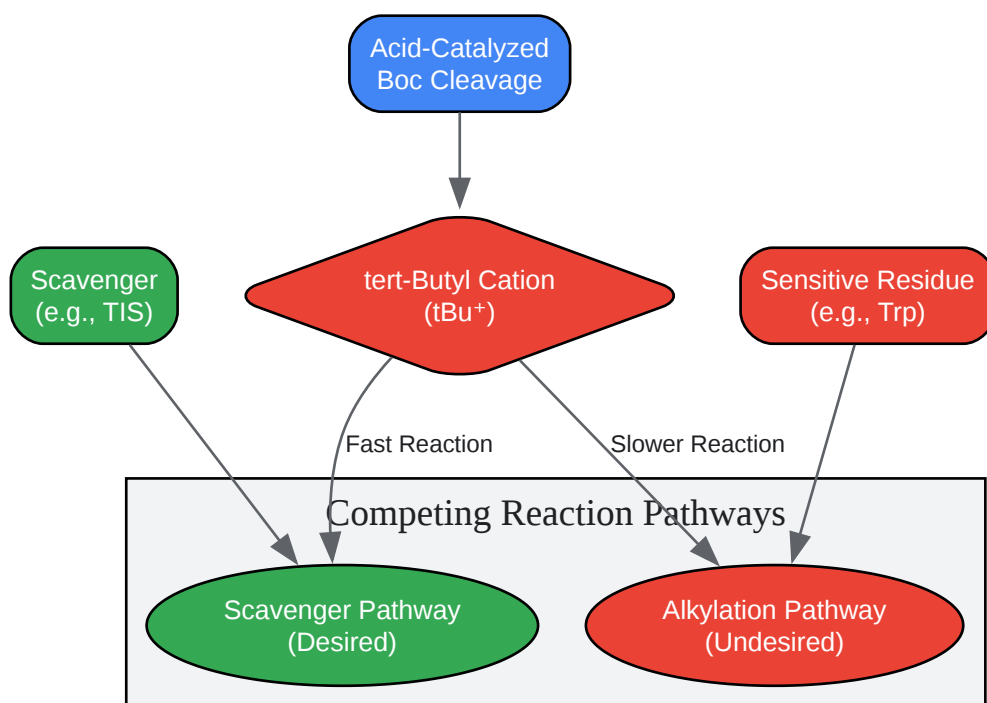 Acid-Catalyzed
Boc Cleavage
Scavenger
(e.g., TIS)
tert-Butyl Cation
(tBu⁺)
Sensitive Residue
(e.g., Trp)
Fast Reaction
Slower Reaction
Competing Reaction Pathways
Scavenger Pathway
(Desired)
Alkylation Pathway
(Undesired)